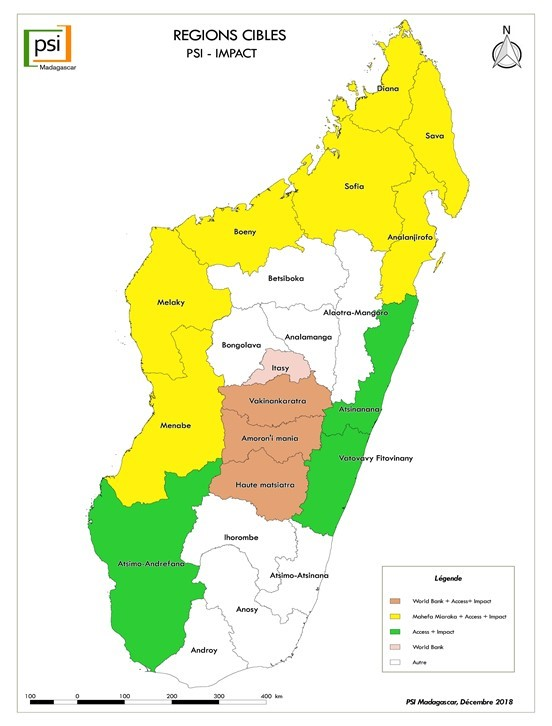 psi
Madagascar
REGIONS CIBLES
PSI - IMPACT
N
Diana
Sava
Sofia
Analanjirofo
Boeny
Betsiboka
Melaky
Alaotra-Mangoro
Analamanga
Bongolava
Itasy
Vakinankaratra
Atsinanana
Menabe
Amoron'i mania
Vatovavy Fitovinany
Haute matsiatra
Ihorombe
Atsimo-Andrefana
Atsimo-Atsinana
Anosy
Androy
Légende
World Bank + Access+ Impact
Mahefa Miaraka + Access + Impact
Access + Impact
World Bank
Autre
100 0 100 200 300 400 km
PSI Madagascar, Décembre 2018